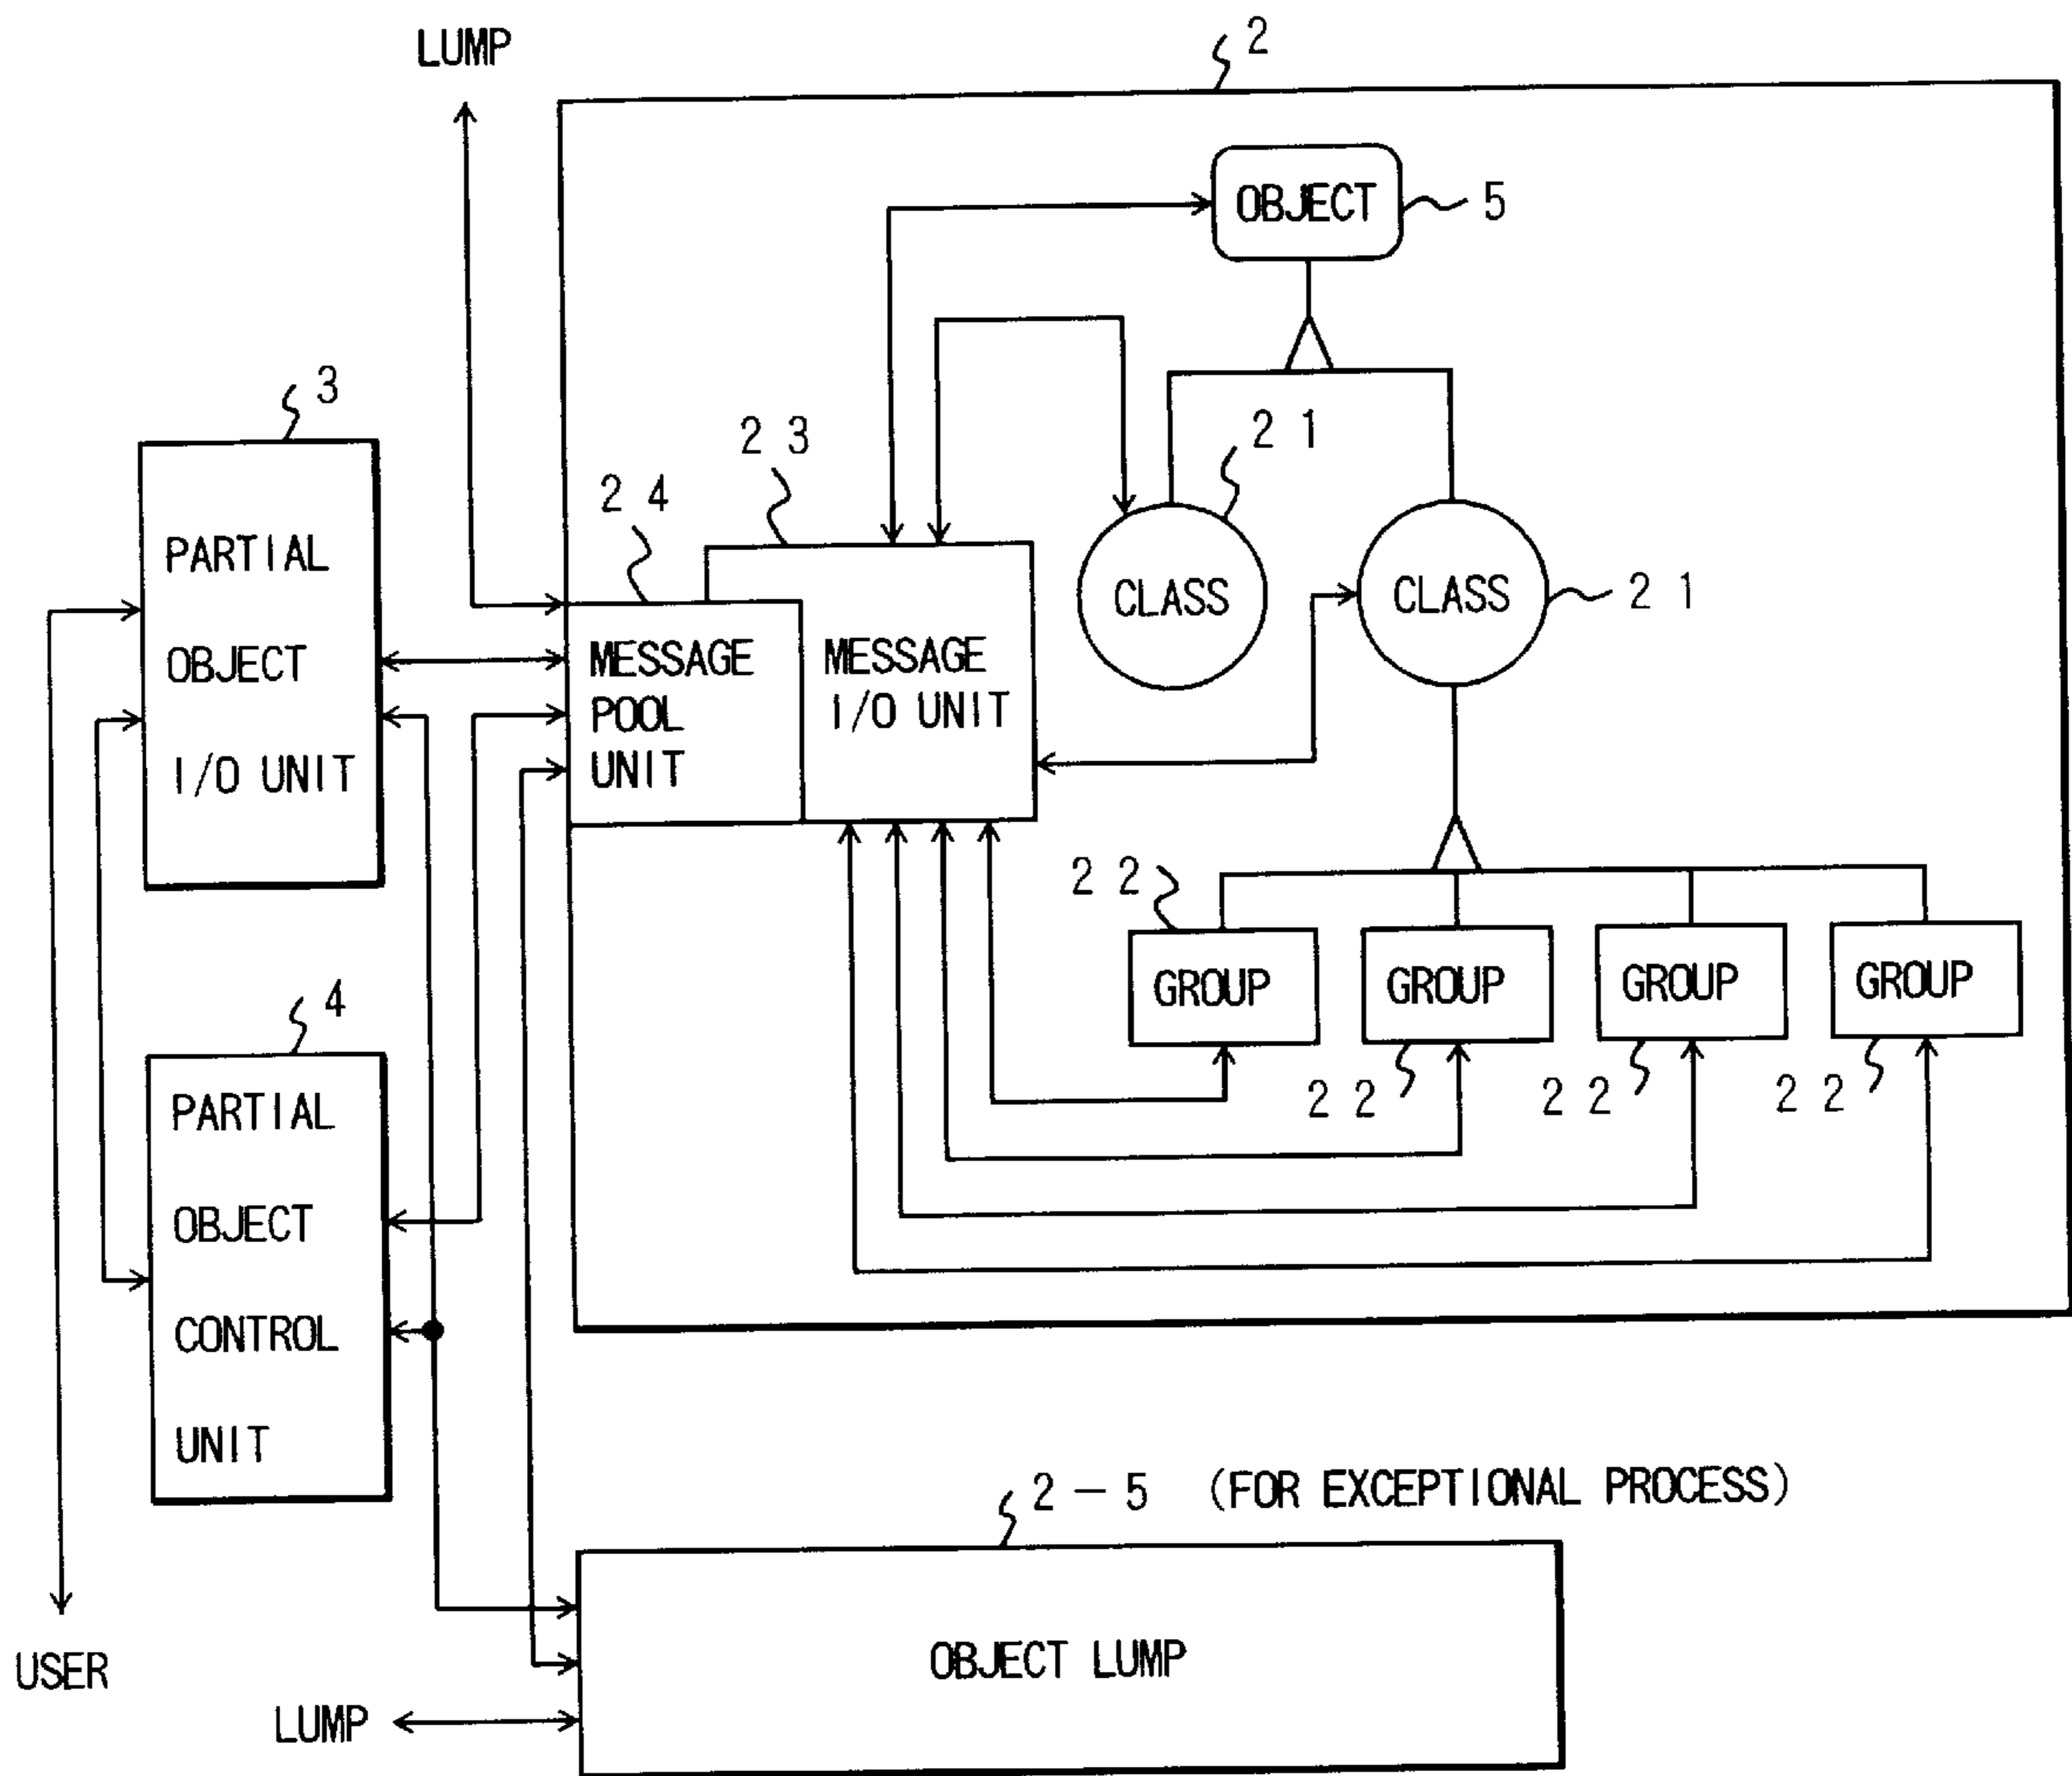 LUMP
2
OBJECT
5
3
2 3
2 1
2 4
PARTIAL
OBJECT
I/O UNIT
MESSAGE
POOL
UNIT
MESSAGE
I/O UNIT
CLASS
CLASS
2 1
2 2
GROUP
GROUP
GROUP
GROUP
2 2
2 2
2 2
4
PARTIAL
OBJECT
CONTROL
UNIT
2 - 5 (FOR EXCEPTIONAL PROCESS)
OBJECT LUMP
USER
LUMP